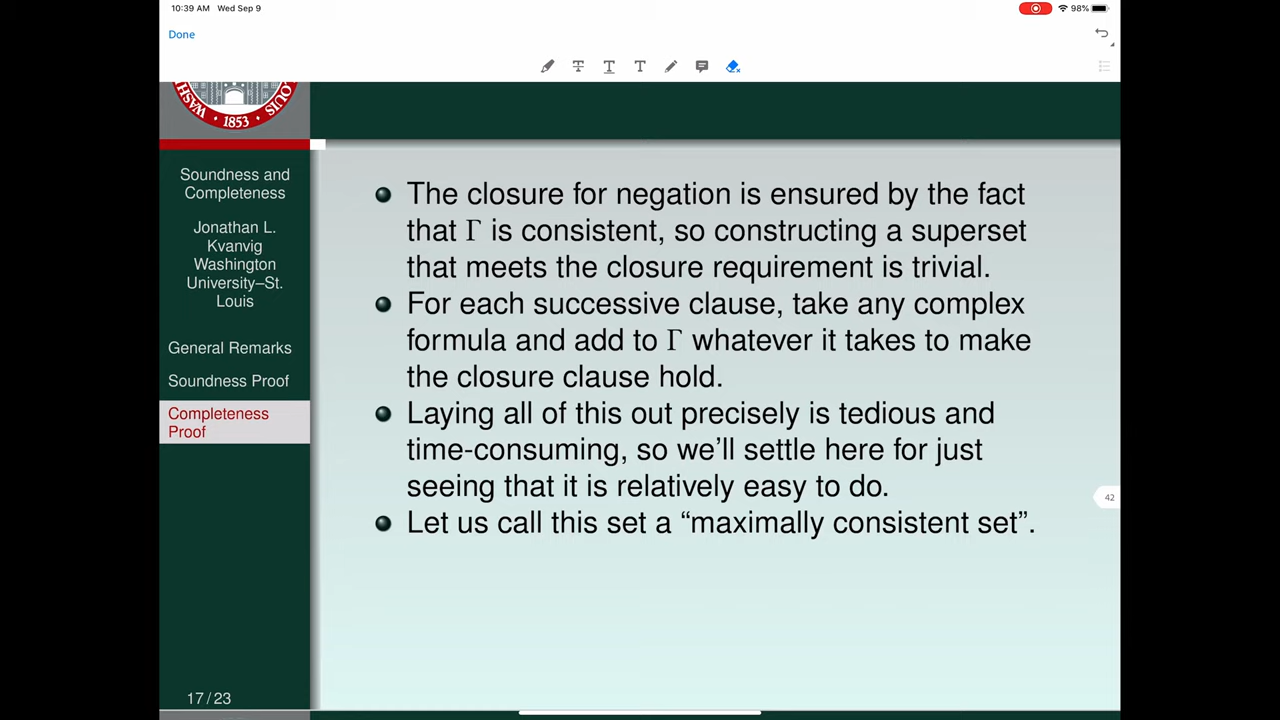 10:39 AM Wed Sep 9
98%
Done
WASH
OUIS
· 1853 ·
Soundness and
Completeness
Jonathan L.
Kvanvig
Washington
University–St.
Louis
General Remarks
Soundness Proof
Completeness
Proof
The closure for negation is ensured by the fact
that Γ is consistent, so constructing a superset
that meets the closure requirement is trivial.
For each successive clause, take any complex
formula and add to Γ whatever it takes to make
the closure clause hold.
Laying all of this out precisely is tedious and
time-consuming, so we’ll settle here for just
seeing that it is relatively easy to do.
Let us call this set a “maximally consistent set”.
42
17 / 23